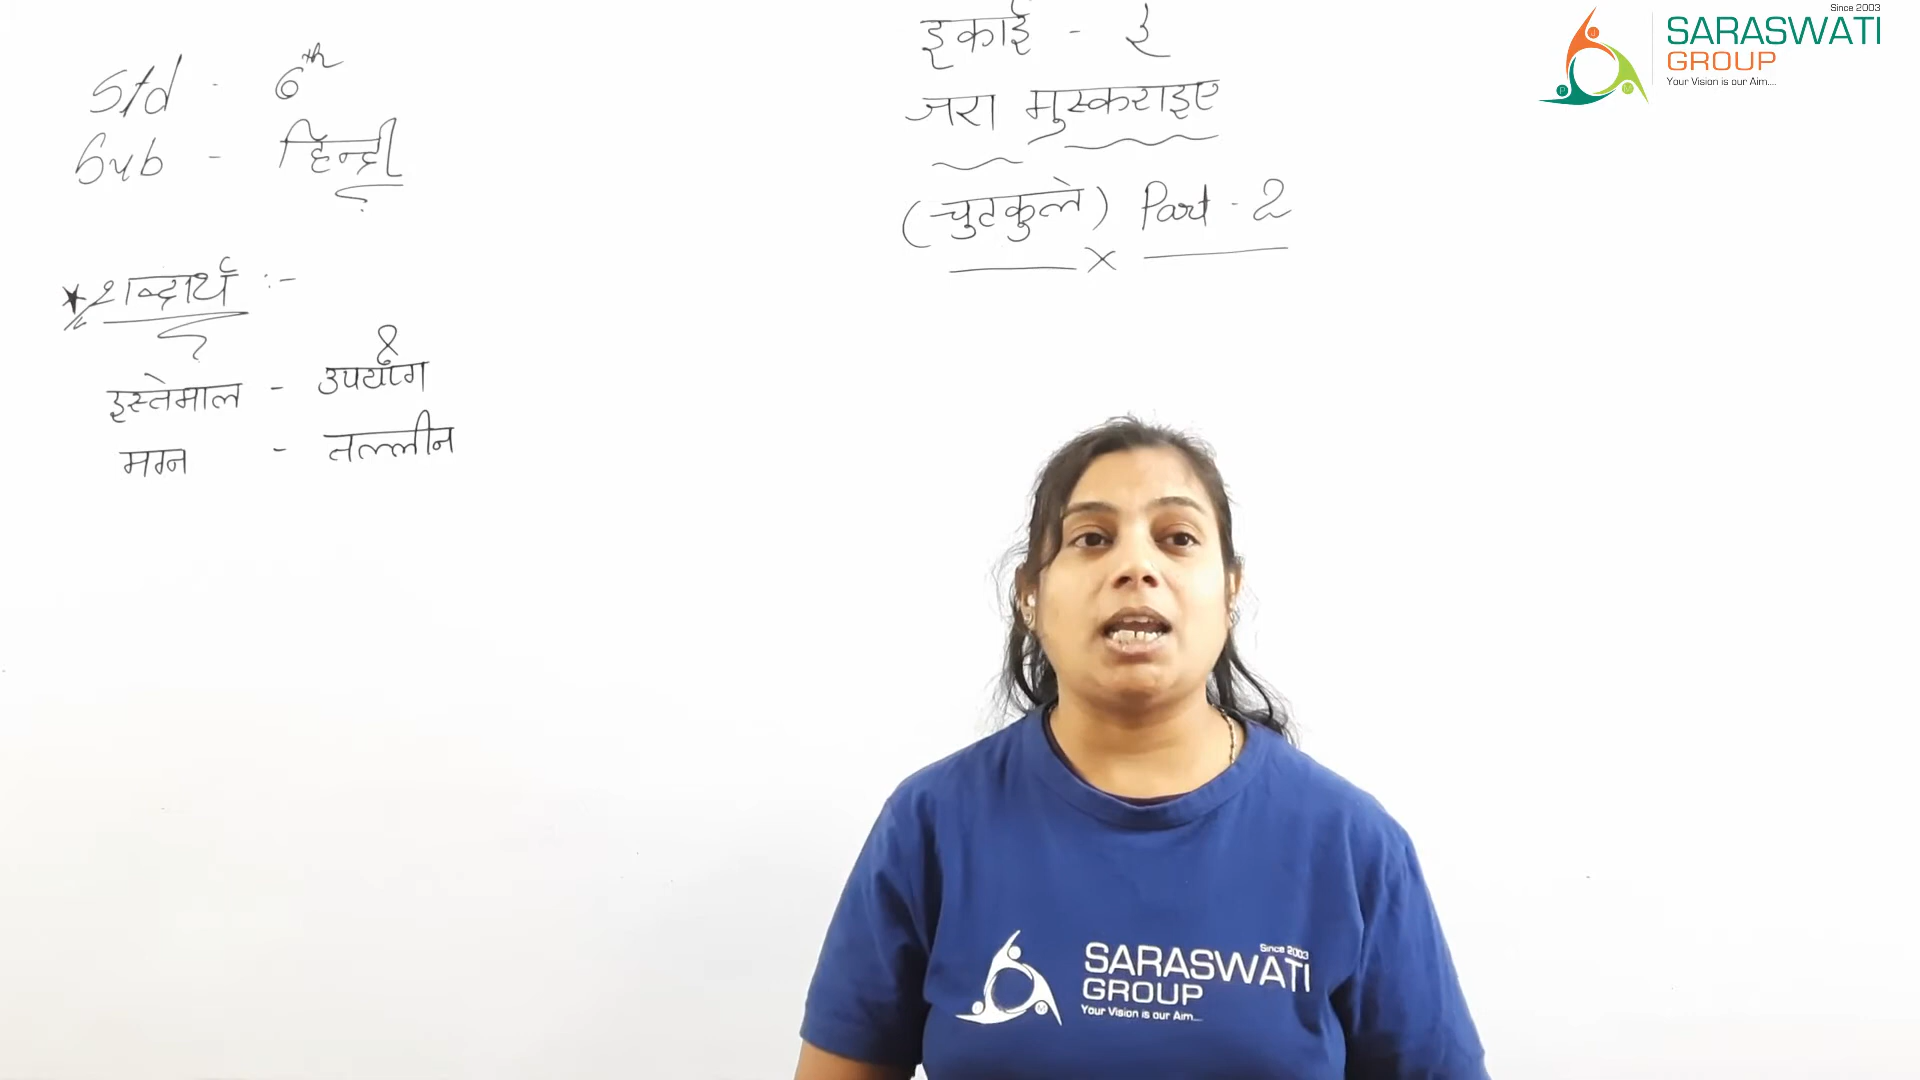 Std - 6th
Sub - हिन्दी
* शब्दार्थ :-
इस्तेमाल - उपयोग
मग्न - तल्लीन
इकाई - ३
जरा मुस्कराइए
(चुटकुले) Part - 2
Since 2003
SARASWATI
GROUP
Your Vision is our Aim....
Since 2003
SARASWATI
GROUP
Your Vision is our Aim....